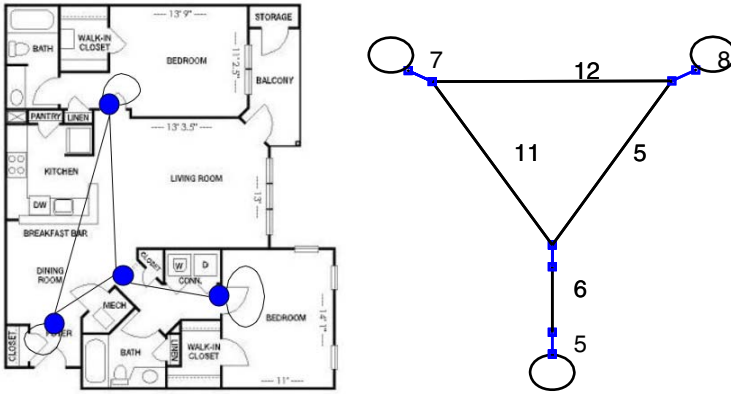 13' 9"
STORAGE
BATH
WALK-IN
CLOSET
BEDROOM
11' 2.5"
BALCONY
PANTRY
LINEN
13' 3.5"
KITCHEN
LIVING ROOM
13'
DW
BREAKFAST BAR
DINING
ROOM
CLOSET
W
D
CONN.
MECH
BEDROOM
14' 1"
CLOSET
FOYER
BATH
LINEN
WALK-IN
CLOSET
11"
7
12
8
11
5
6
5